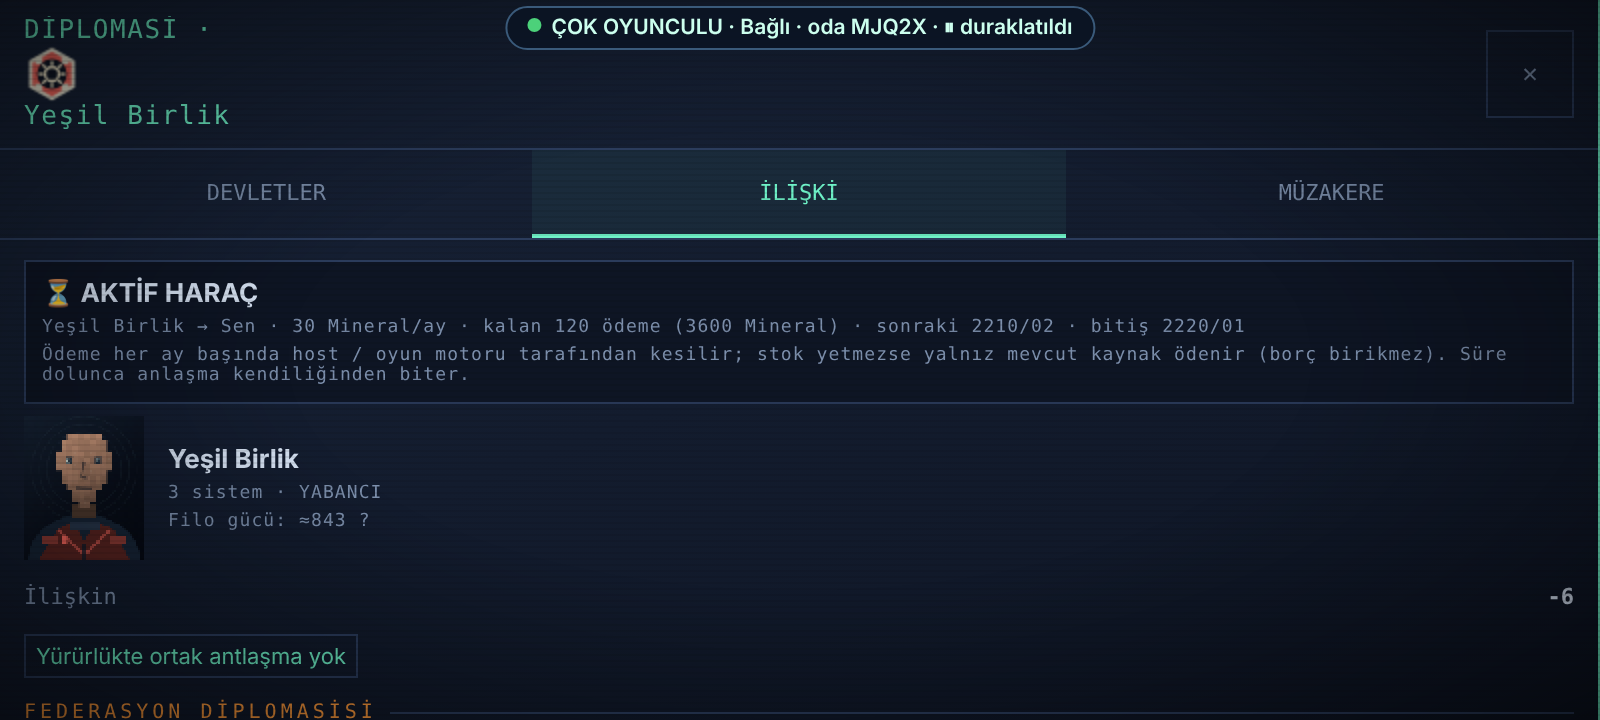 DİPLOMASİ ·
ÇOK OYUNCULU · Bağlı · oda MJQ2X · ⏸ duraklatıldı
×
Yeşil Birlik
DEVLETLER
İLİŞKİ
MÜZAKERE
⏳ AKTİF HARAÇ
Yeşil Birlik → Sen · 30 Mineral/ay · kalan 120 ödeme (3600 Mineral) · sonraki 2210/02 · bitiş 2220/01
Ödeme her ay başında host / oyun motoru tarafından kesilir; stok yetmezse yalnız mevcut kaynak ödenir (borç birikmez). Süre
dolunca anlaşma kendiliğinden biter.
Yeşil Birlik
3 sistem · YABANCI
Filo gücü: ≈843 ?
İlişkin
-6
Yürürlükte ortak antlaşma yok
FEDERASYON DİPLOMASİSİ